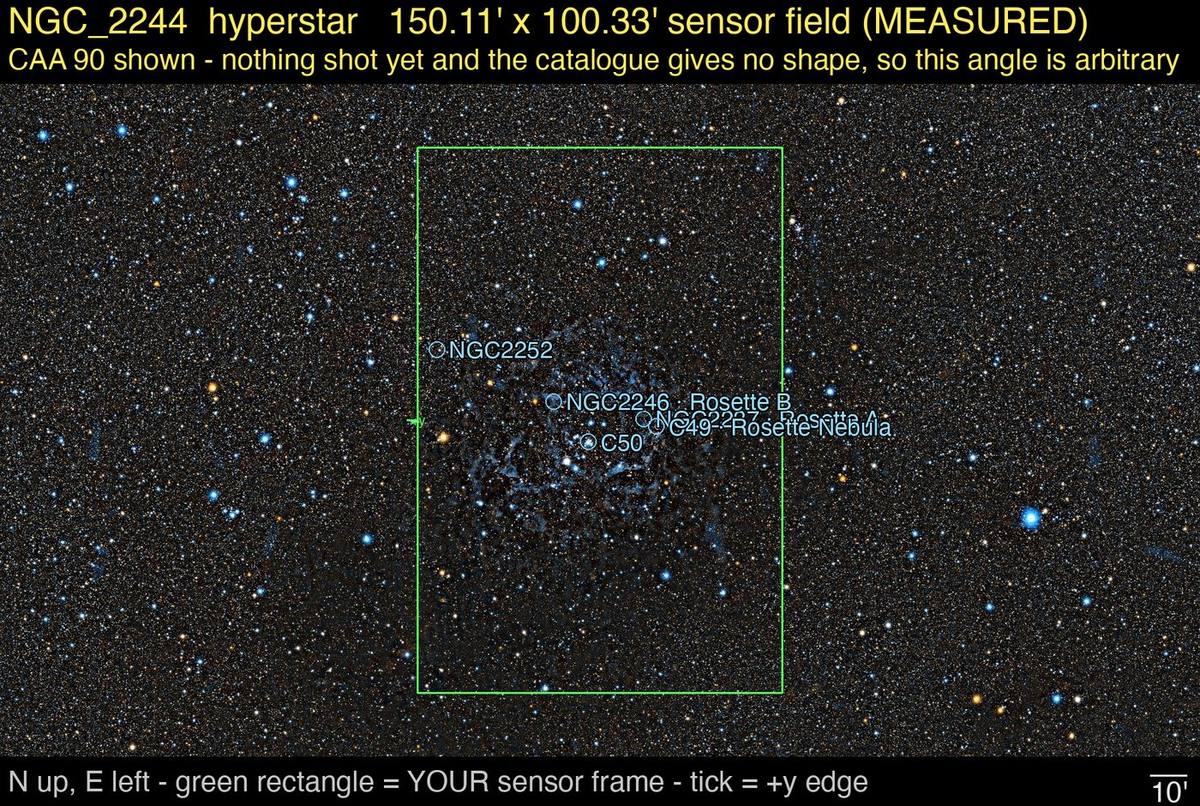 NGC_2244 hyperstar 150.11' x 100.33' sensor field (MEASURED)
CAA 90 shown - nothing shot yet and the catalogue gives no shape, so this angle is arbitrary
NGC2252
NGC2246 - Rosette B
NGC2237 - Rosette A
C49 - Rosette Nebula
C50
N up, E left - green rectangle = YOUR sensor frame - tick = +y edge
10'